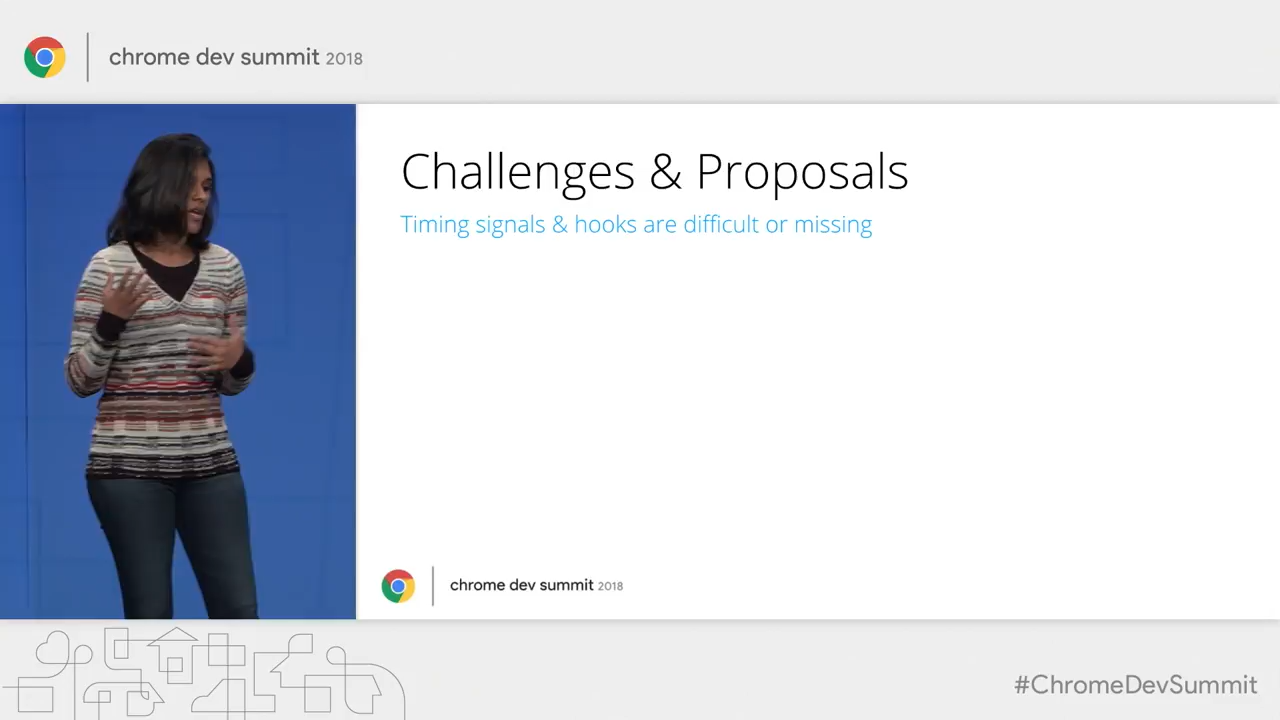 chrome dev summit 2018
Challenges & Proposals
Timing signals & hooks are difficult or missing
chrome dev summit 2018
#ChromeDevSummit